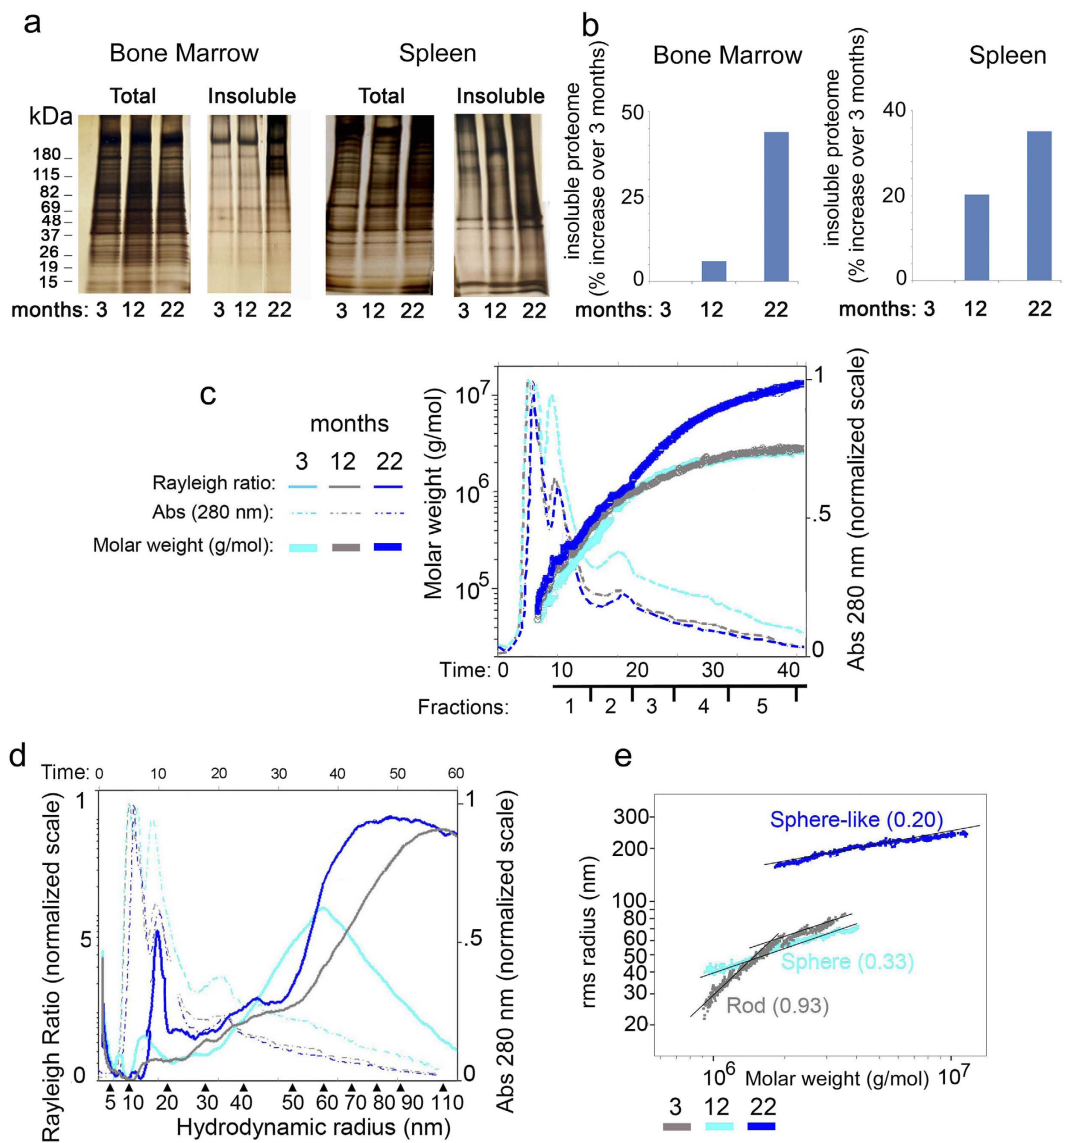 a
Bone Marrow Spleen
Total Insoluble Total Insoluble
kDa
180
115
82
69
48
37
26
19
15
months: 3 12 22 3 12 22 3 12 22 3 12 22
b
Bone Marrow Spleen
insoluble proteome
(% increase over 3 months)
50
25
0
months: 3 12 22
insoluble proteome
(% increase over 3 months)
40
20
0
months: 3 12 22
c
months
3 12 22
Rayleigh ratio:
Abs (280 nm):
Molar weight (g/mol):
Molar weight (g/mol)
10⁷
10⁶
10⁵
1
.5
0
Abs 280 nm (normalized scale)
Time: 0 10 20 30 40
Fractions: 1 2 3 4 5
d
Time: 0 10 20 30 40 50 60
Rayleigh Ratio (normalized scale)
1
5
0
1
.5
0
Abs 280 nm (normalized scale)
5 10 20 30 40 50 60 70 80 90 110
Hydrodynamic radius (nm)
e
rms radius (nm)
300
200
100
80
60
50
40
30
20
Sphere-like (0.20)
Sphere (0.33)
Rod (0.93)
10⁶ Molar weight (g/mol) 10⁷
3 12 22